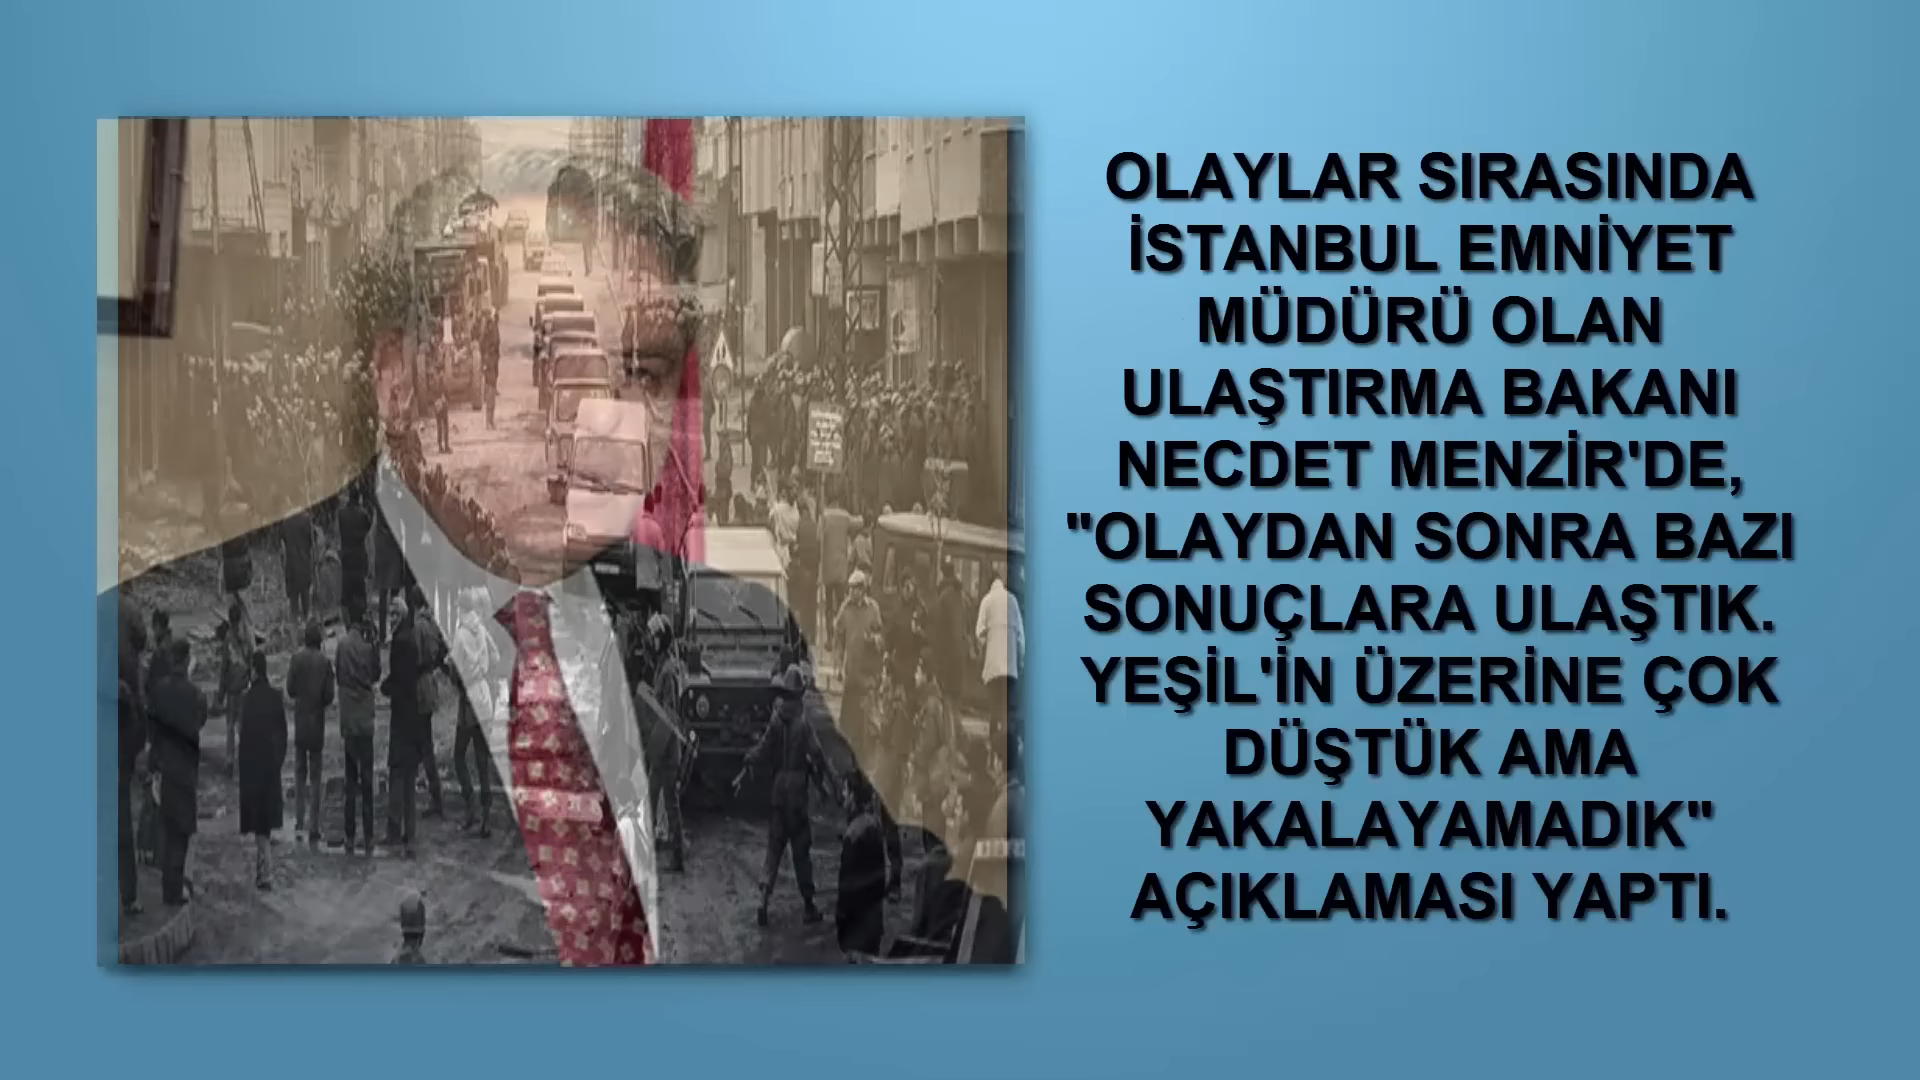 OLAYLAR SIRASINDA
İSTANBUL EMNİYET
MÜDÜRÜ OLAN
ULAŞTIRMA BAKANI
NECDET MENZİR'DE,
"OLAYDAN SONRA BAZI
SONUÇLARA ULAŞTIK.
YEŞİL'İN ÜZERİNE ÇOK
DÜŞTÜK AMA
YAKALAYAMADIK"
AÇIKLAMASI YAPTI.